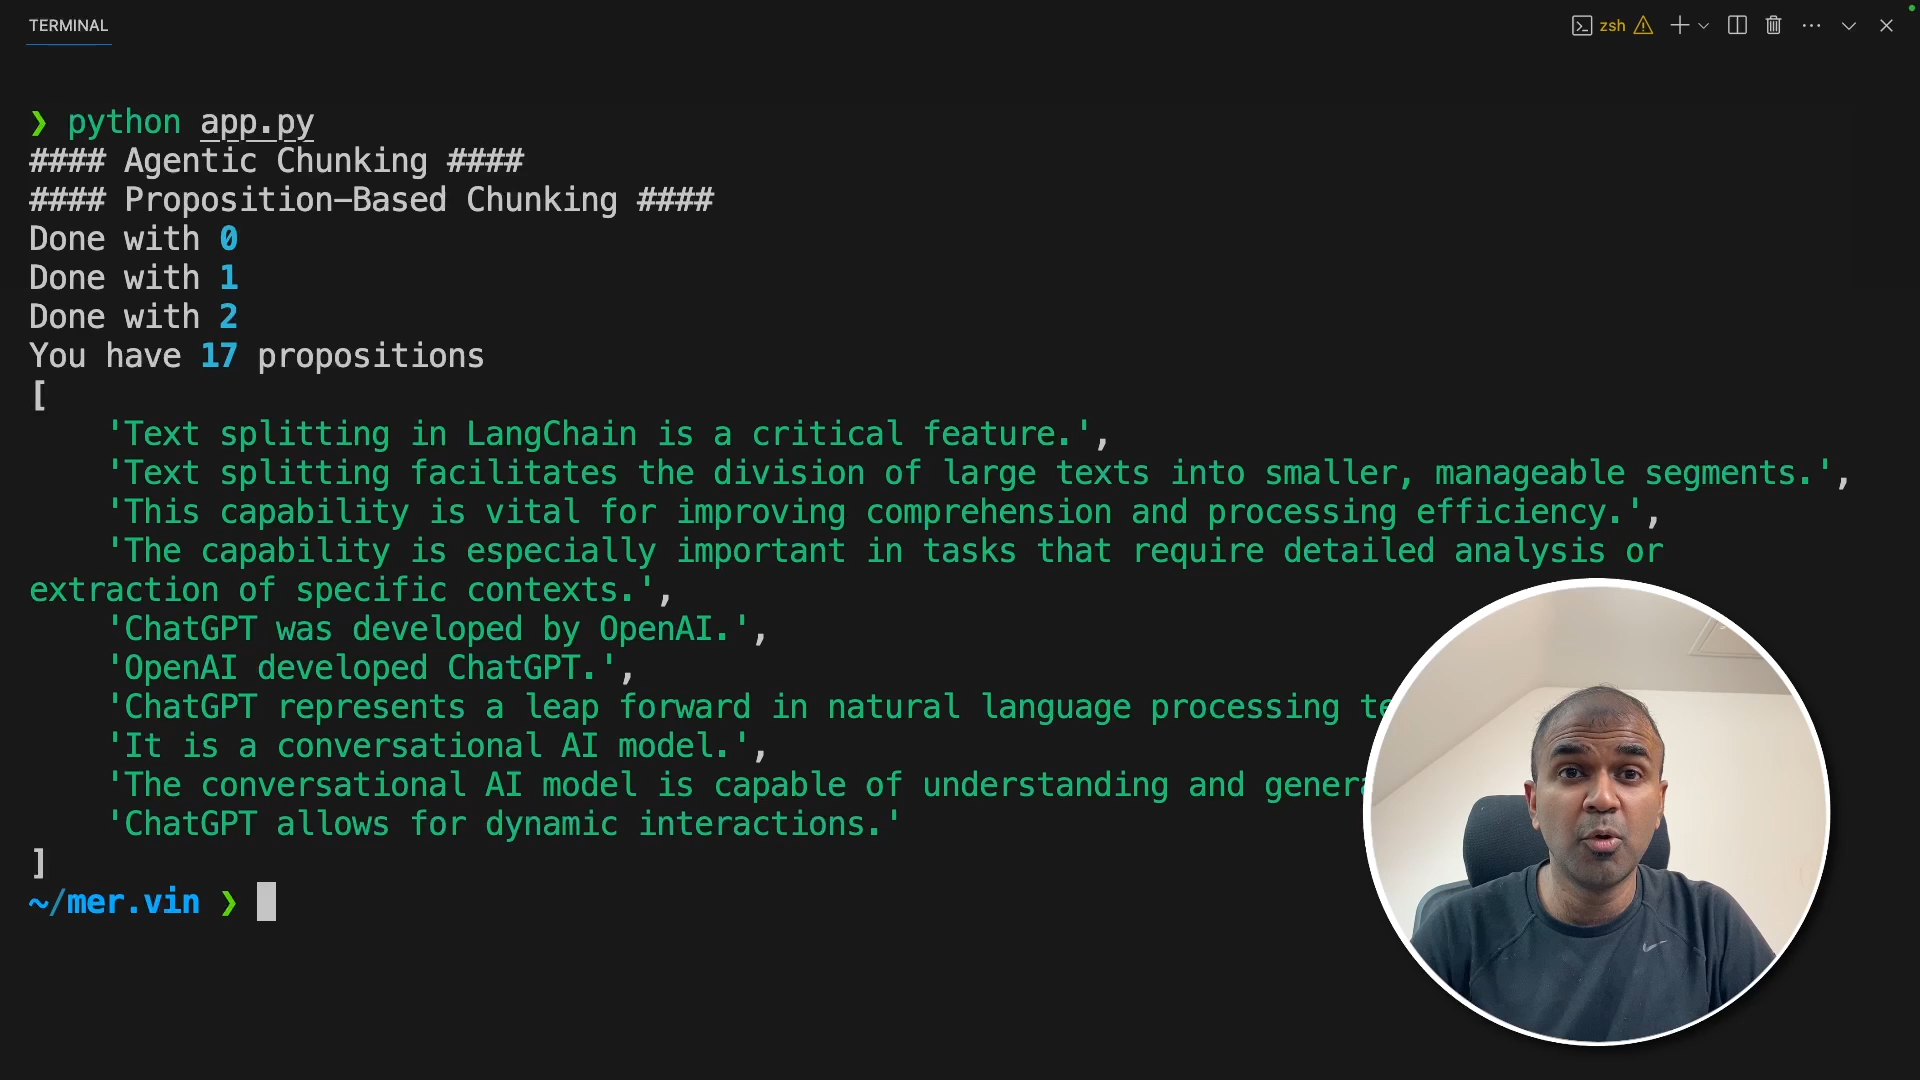 TERMINAL
zsh
❯ python app.py
#### Agentic Chunking ####
#### Proposition-Based Chunking ####
Done with 0
Done with 1
Done with 2
You have 17 propositions
[
'Text splitting in LangChain is a critical feature.',
'Text splitting facilitates the division of large texts into smaller, manageable segments.',
'This capability is vital for improving comprehension and processing efficiency.',
'The capability is especially important in tasks that require detailed analysis or
extraction of specific contexts.',
'ChatGPT was developed by OpenAI.',
'OpenAI developed ChatGPT.',
'ChatGPT represents a leap forward in natural language processing
'It is a conversational AI model.',
'The conversational AI model is capable of understanding and
'ChatGPT allows for dynamic interactions.'
]
~/mer.vin ❯